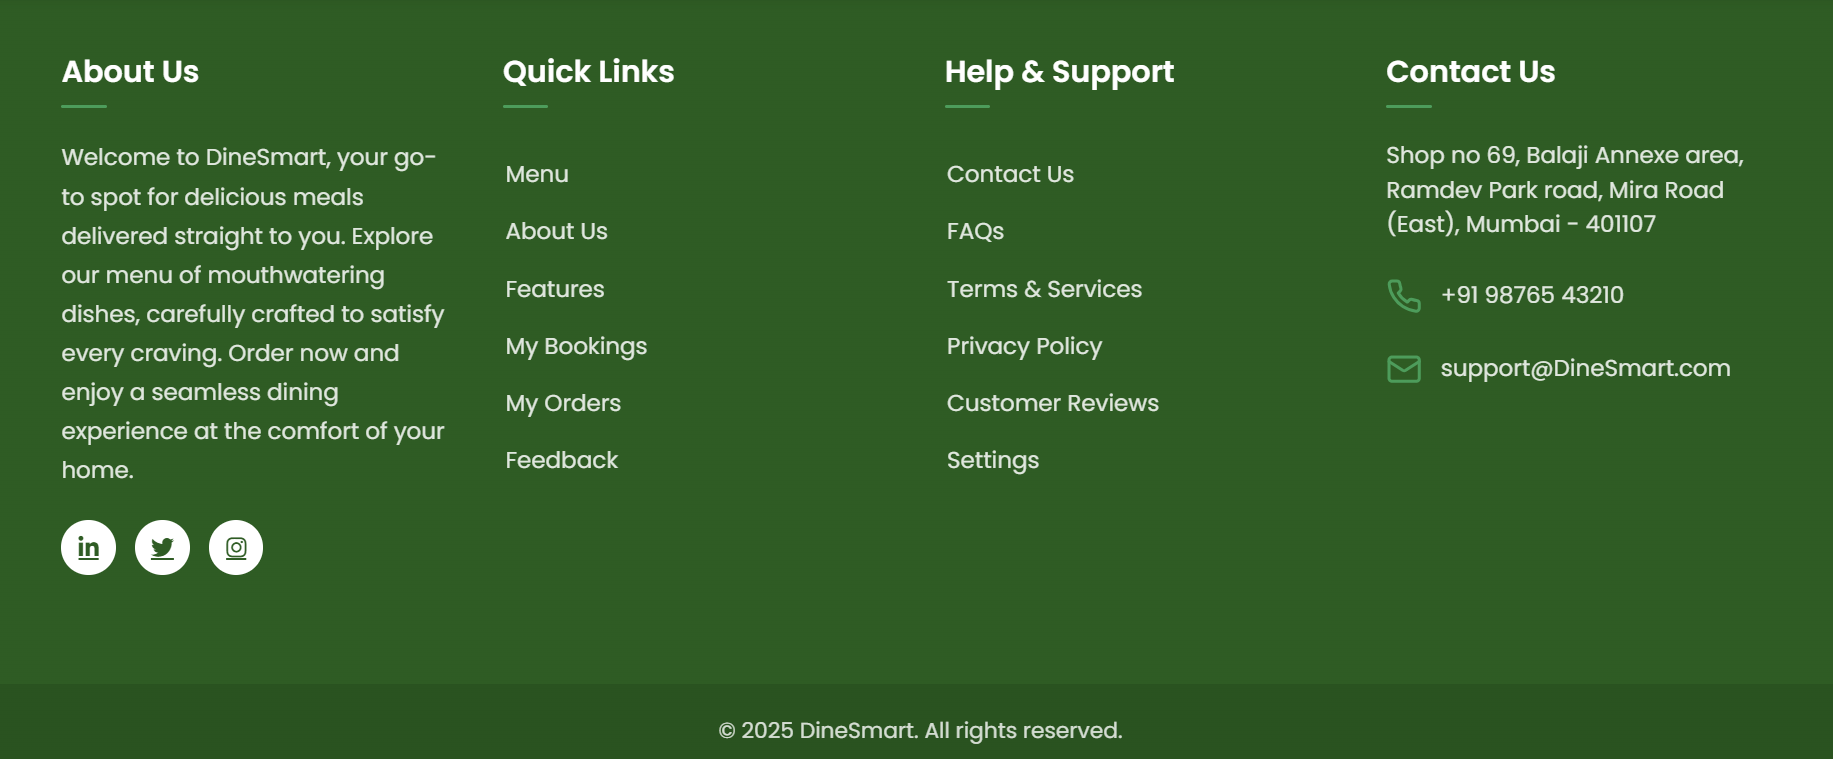 About Us
Welcome to DineSmart, your go-
to spot for delicious meals
delivered straight to you. Explore
our menu of mouthwatering
dishes, carefully crafted to satisfy
every craving. Order now and
enjoy a seamless dining
experience at the comfort of your
home.
in
Quick Links
Menu
About Us
Features
My Bookings
My Orders
Feedback
Help & Support
Contact Us
FAQs
Terms & Services
Privacy Policy
Customer Reviews
Settings
Contact Us
Shop no 69, Balaji Annexe area,
Ramdev Park road, Mira Road
(East), Mumbai - 401107
+91 98765 43210
support@DineSmart.com
© 2025 DineSmart. All rights reserved.